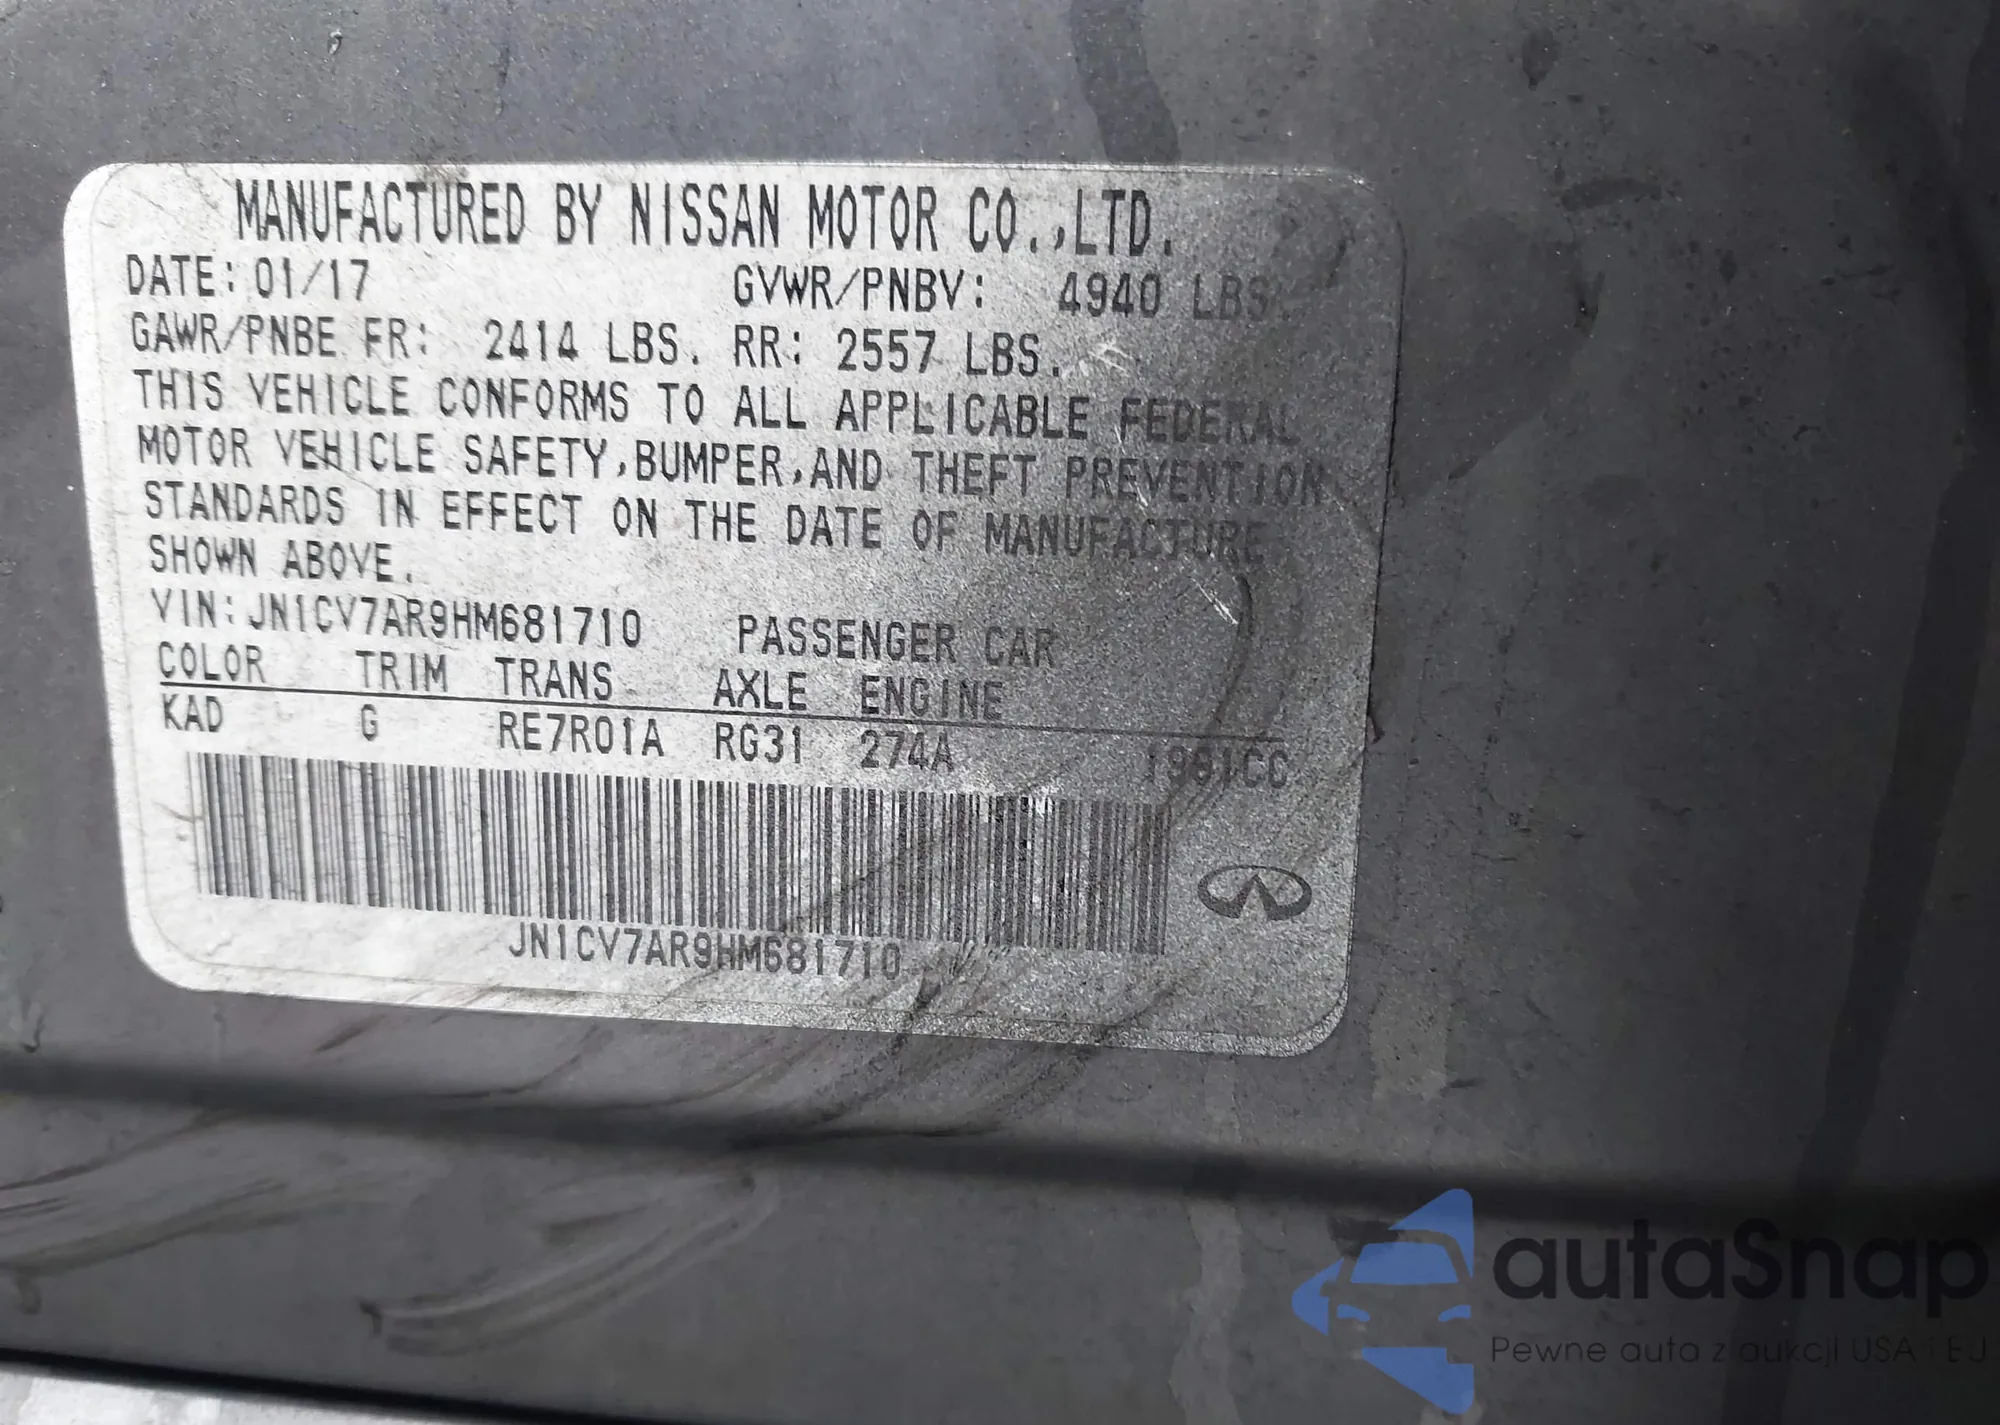 MANUFACTURED BY NISSAN MOTOR CO.,LTD.
DATE: 01/17 GVWR/PNBV: 4940 LBS.
GAWR/PNBE FR: 2414 LBS. RR: 2557 LBS.
THIS VEHICLE CONFORMS TO ALL APPLICABLE FEDERAL
MOTOR VEHICLE SAFETY,BUMPER,AND THEFT PREVENTION
STANDARDS IN EFFECT ON THE DATE OF MANUFACTURE
SHOWN ABOVE.
VIN: JN1CV7AR9HM681710 PASSENGER CAR
COLOR TRIM TRANS AXLE ENGINE
KAD G RE7R01A RG31 274A 1991CC
JN1CV7AR9HM681710
autaSnap
Pewne auta z aukcji USA i EJ